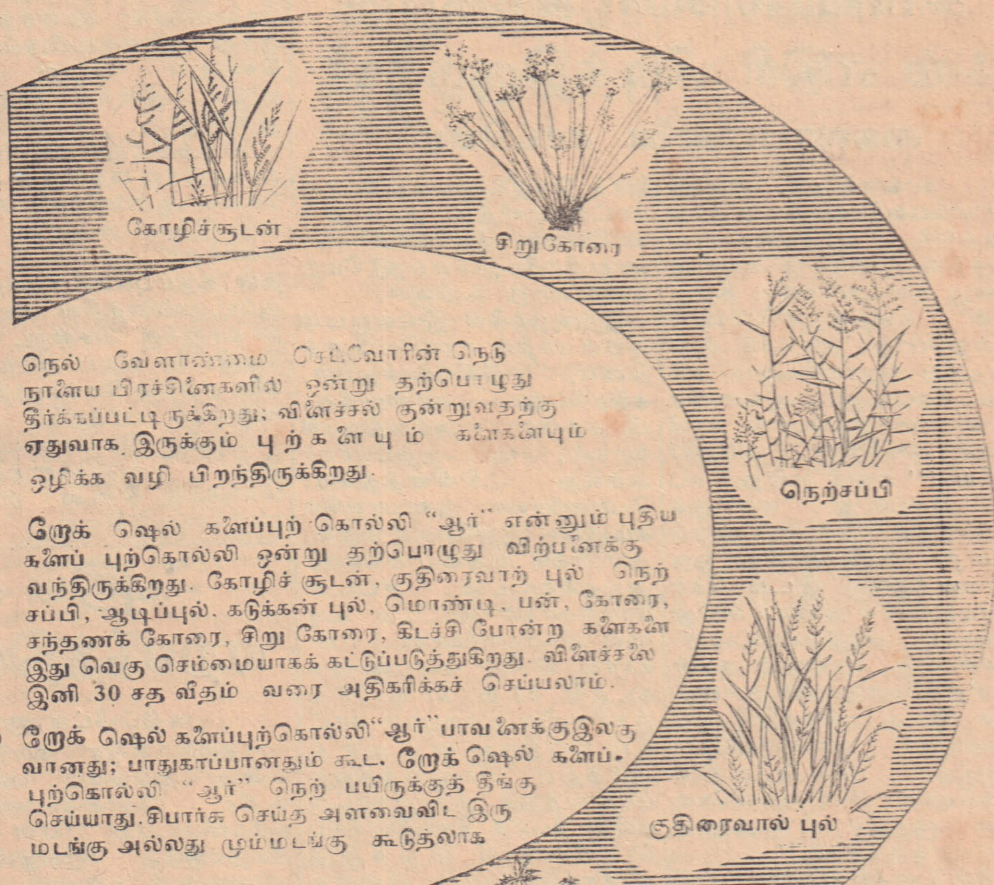 கோழிச்சூடன்
சிறுகோரை
நெற்சப்பி
குதிரைவால் புல்
நெல் வேளாண்மை செய்வோரின் நெடு
நாளைய பிரச்சினைகளில் ஒன்று தற்பொழுது
தீர்க்கப்பட்டிருக்கிறது; விளைச்சல் குன்றுவதற்கு
ஏதுவாக இருக்கும் புற்களையும் களைகளையும்
ஒழிக்க வழி பிறந்திருக்கிறது.
றோக் ஷெல் களைப்புற் கொல்லி “ஆர்” என்னும் புதிய
களைப் புற்கொல்லி ஒன்று தற்பொழுது விற்பனைக்கு
வந்திருக்கிறது. கோழிச் சூடன், குதிரைவாற் புல் நெற்
சப்பி, ஆடிப்புல். கடுக்கன் புல், மொண்டி, பன், கோரை,
சந்தணக் கோரை, சிறு கோரை, கிடச்சி போன்ற களைகளை
இது வெகு செம்மையாகக் கட்டுப்படுத்துகிறது. விளைச்சலை
இனி 30 சத வீதம் வரை அதிகரிக்கச் செய்யலாம்.
றோக் ஷெல் களைப்புற்கொல்லி “ஆர்” பாவனைக்கு இலகு
வானது; பாதுகாப்பானதும் கூட. றோக் ஷெல் களைப்-
புற்கொல்லி “ஆர்” நெற் பயிருக்குத் தீங்கு
செய்யாது. சிபார்சு செய்த அளவைவிட இரு
மடங்கு அல்லது மும்மடங்கு கூடுதலாக